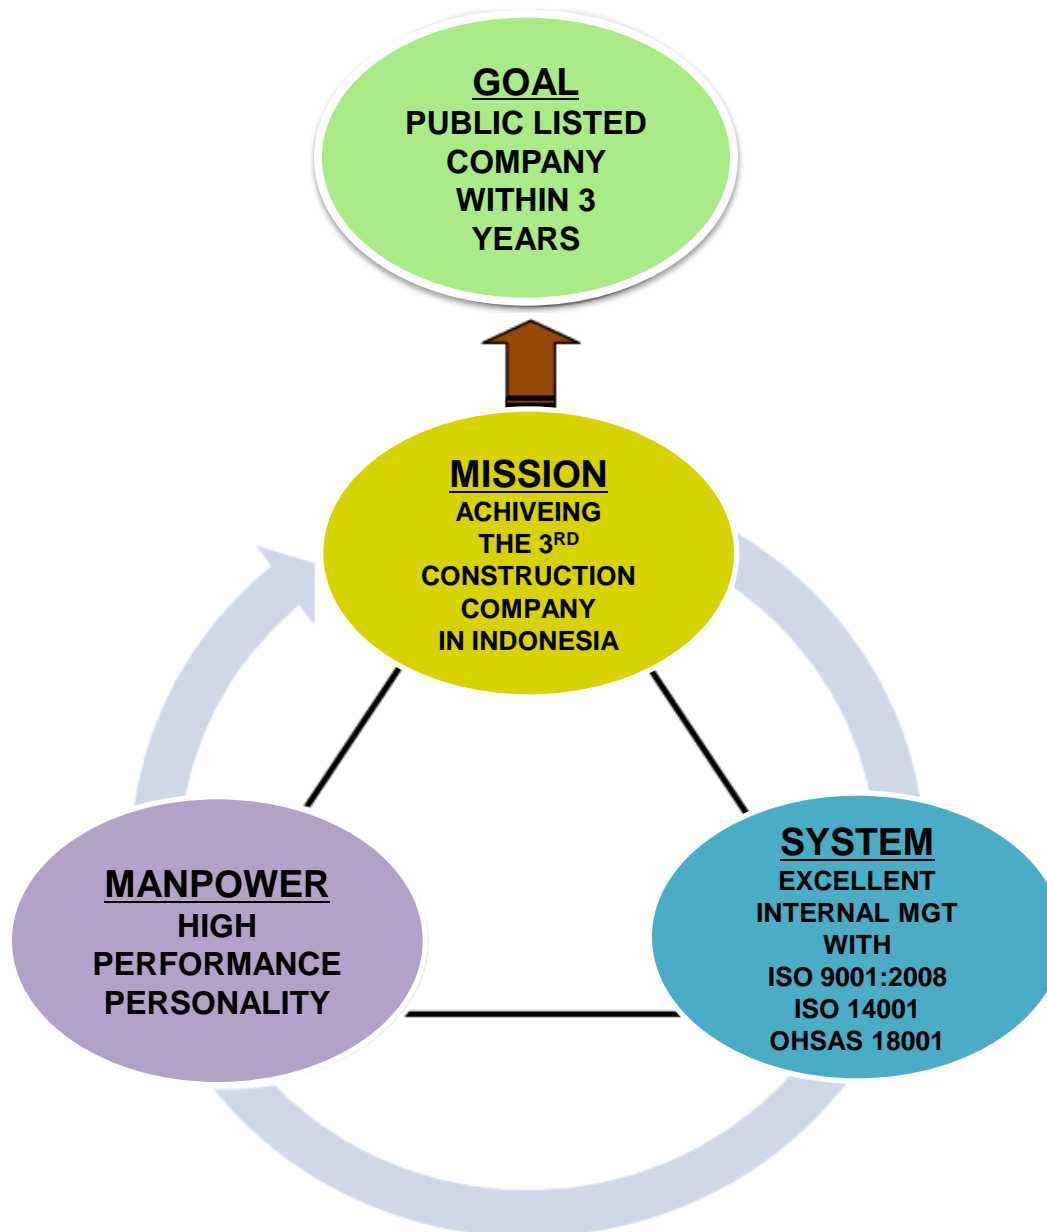 GOAL
PUBLIC LISTED
COMPANY
WITHIN 3
YEARS
MISSION
ACHIVEING
THE 3RD
CONSTRUCTION
COMPANY
IN INDONESIA
MANPOWER
HIGH
PERFORMANCE
PERSONALITY
SYSTEM
EXCELLENT
INTERNAL MGT
WITH
ISO 9001:2008
ISO 14001
OHSAS 18001